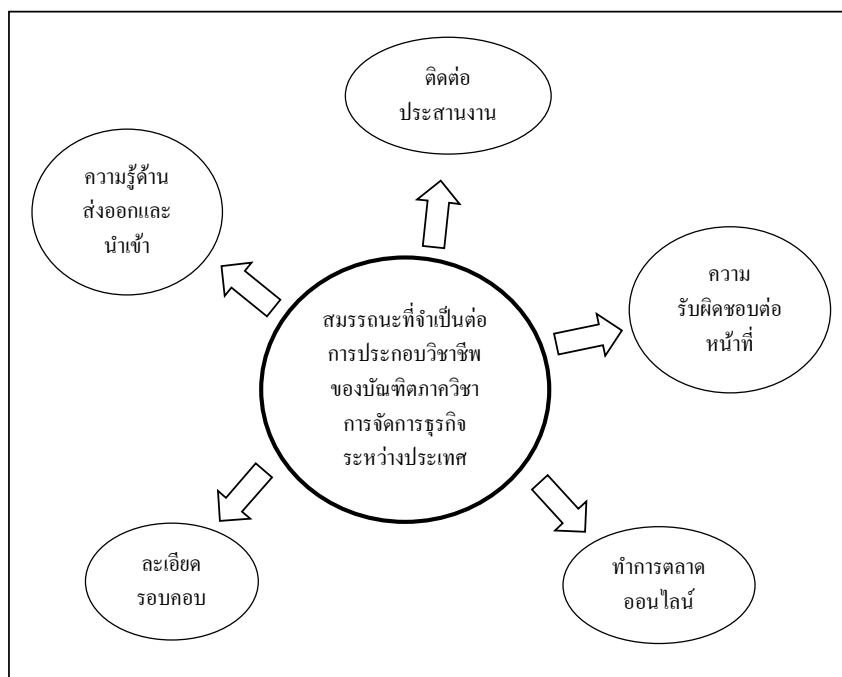 ติดต่อ
ประสานงาน
ความรู้ด้าน
ส่งออกและ
นำเข้า
ความ
รับผิดชอบต่อ
หน้าที่
สมรรถนะที่จำเป็นต่อ
การประกอบวิชาชีพ
ของบัณฑิตภาควิชา
การจัดการธุรกิจ
ระหว่างประเทศ
ละเอียด
รอบคอบ
ทำการตลาด
ออนไลน์